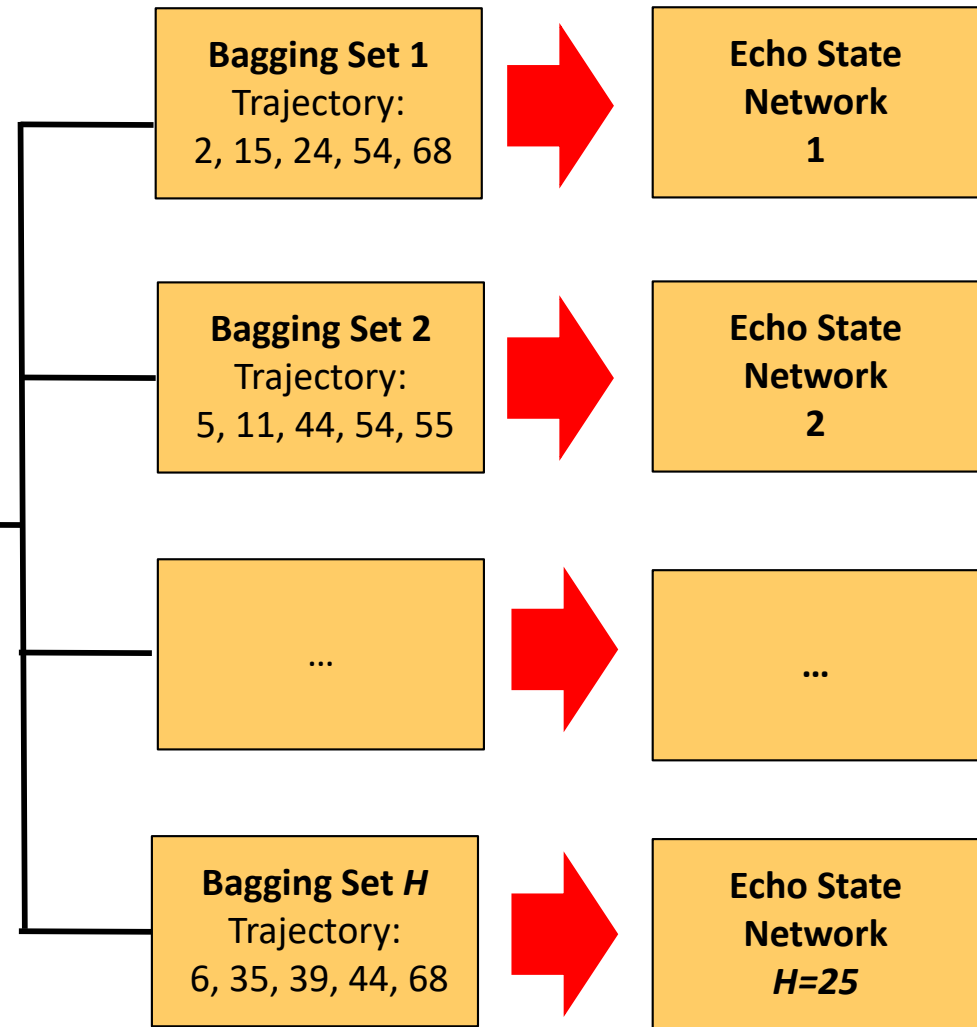 Bagging Set 1
Trajectory:
2, 15, 24, 54, 68
Echo State
Network
1
Bagging Set 2
Trajectory:
5, 11, 44, 54, 55
Echo State
Network
2
...
...
Bagging Set H
Trajectory:
6, 35, 39, 44, 68
Echo State
Network
H=25